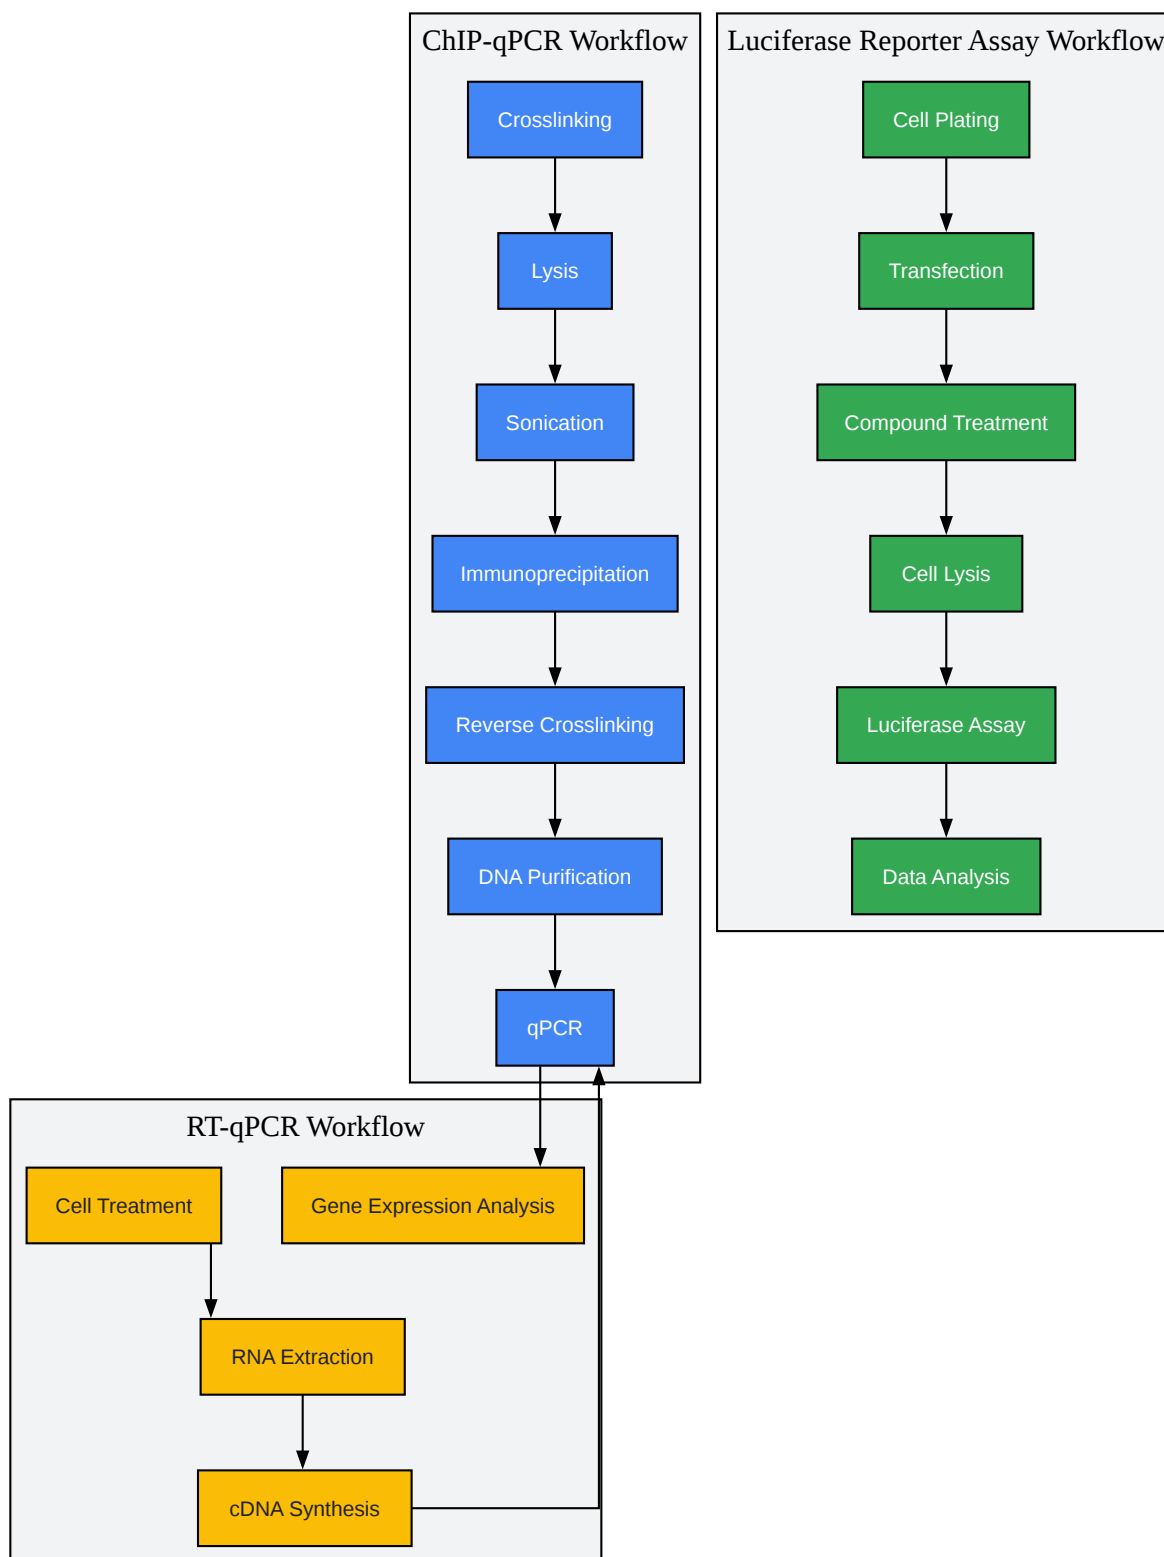 ChIP-qPCR Workflow
Crosslinking
Lysis
Sonication
Immunoprecipitation
Reverse Crosslinking
DNA Purification
qPCR
Luciferase Reporter Assay Workflow
Cell Plating
Transfection
Compound Treatment
Cell Lysis
Luciferase Assay
Data Analysis
RT-qPCR Workflow
Cell Treatment
Gene Expression Analysis
RNA Extraction
cDNA Synthesis